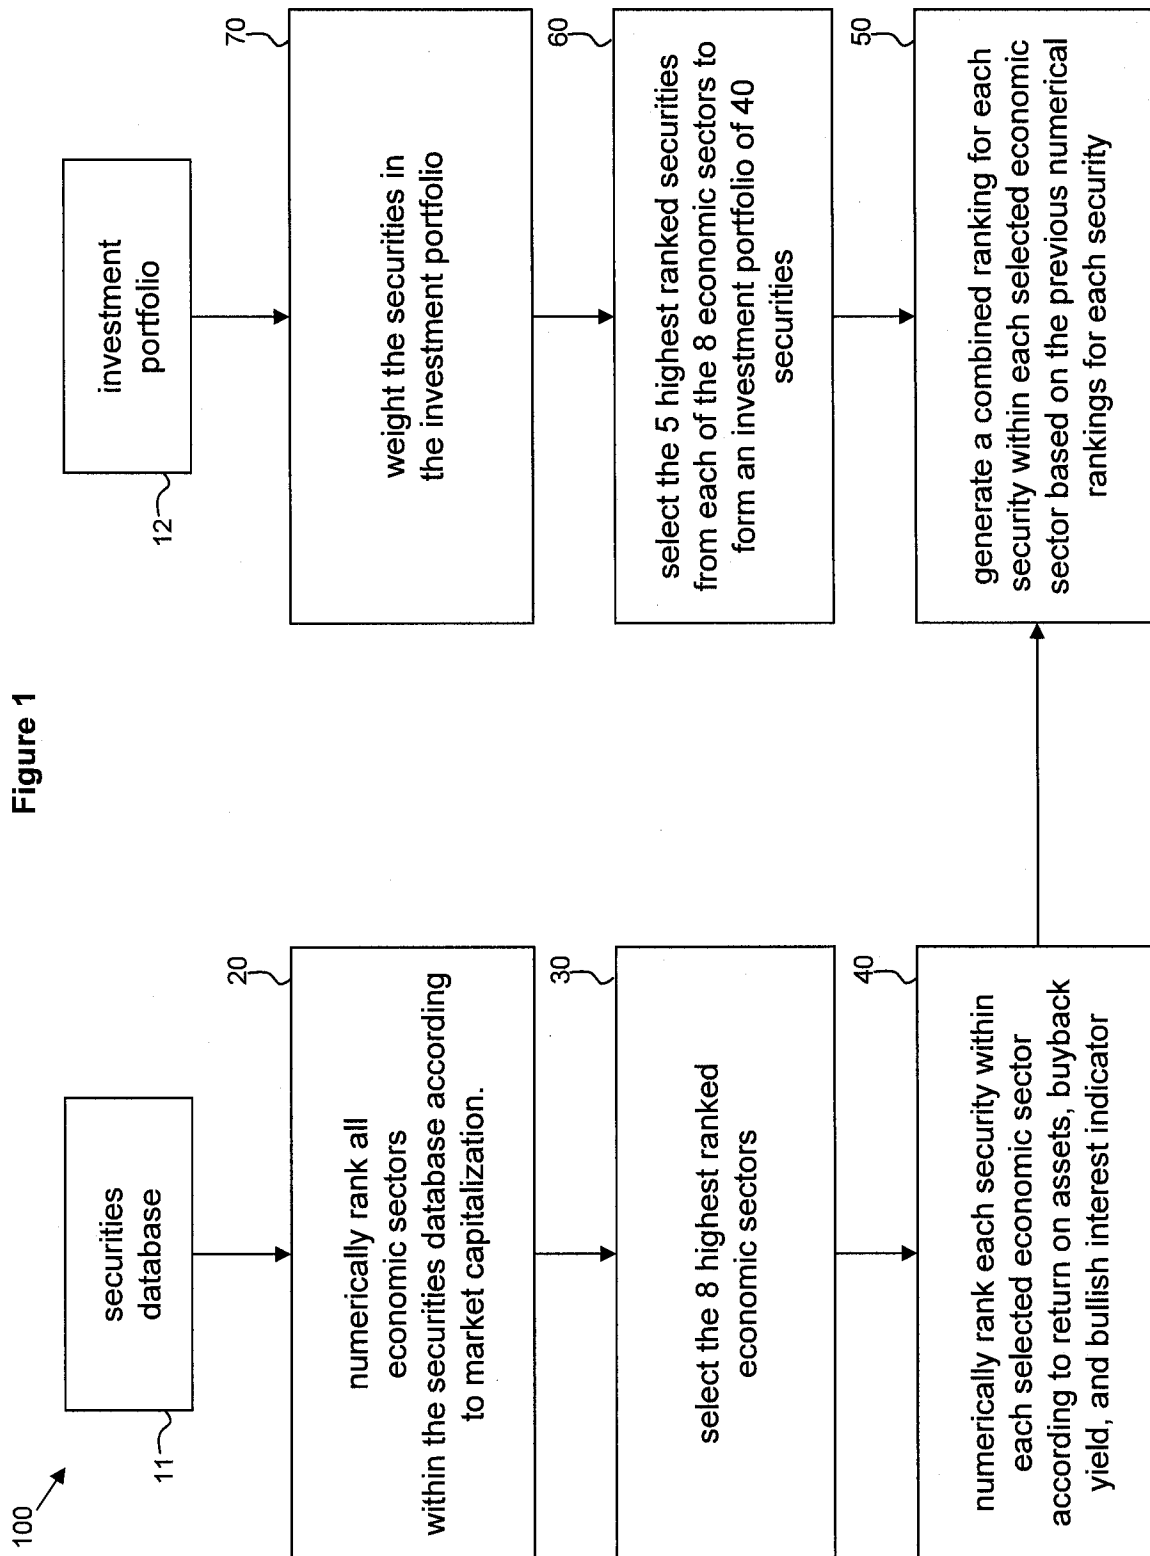 Figure 1
100
11
securities
database
20
numerically rank all
economic sectors
within the securities database according
to market capitalization.
30
select the 8 highest ranked
economic sectors
40
numerically rank each security within
each selected economic sector
according to return on assets, buyback
yield, and bullish interest indicator
12
investment
portfolio
70
weight the securities in
the investment portfolio
60
select the 5 highest ranked securities
from each of the 8 economic sectors to
form an investment portfolio of 40
securities
50
generate a combined ranking for each
security within each selected economic
sector based on the previous numerical
rankings for each security